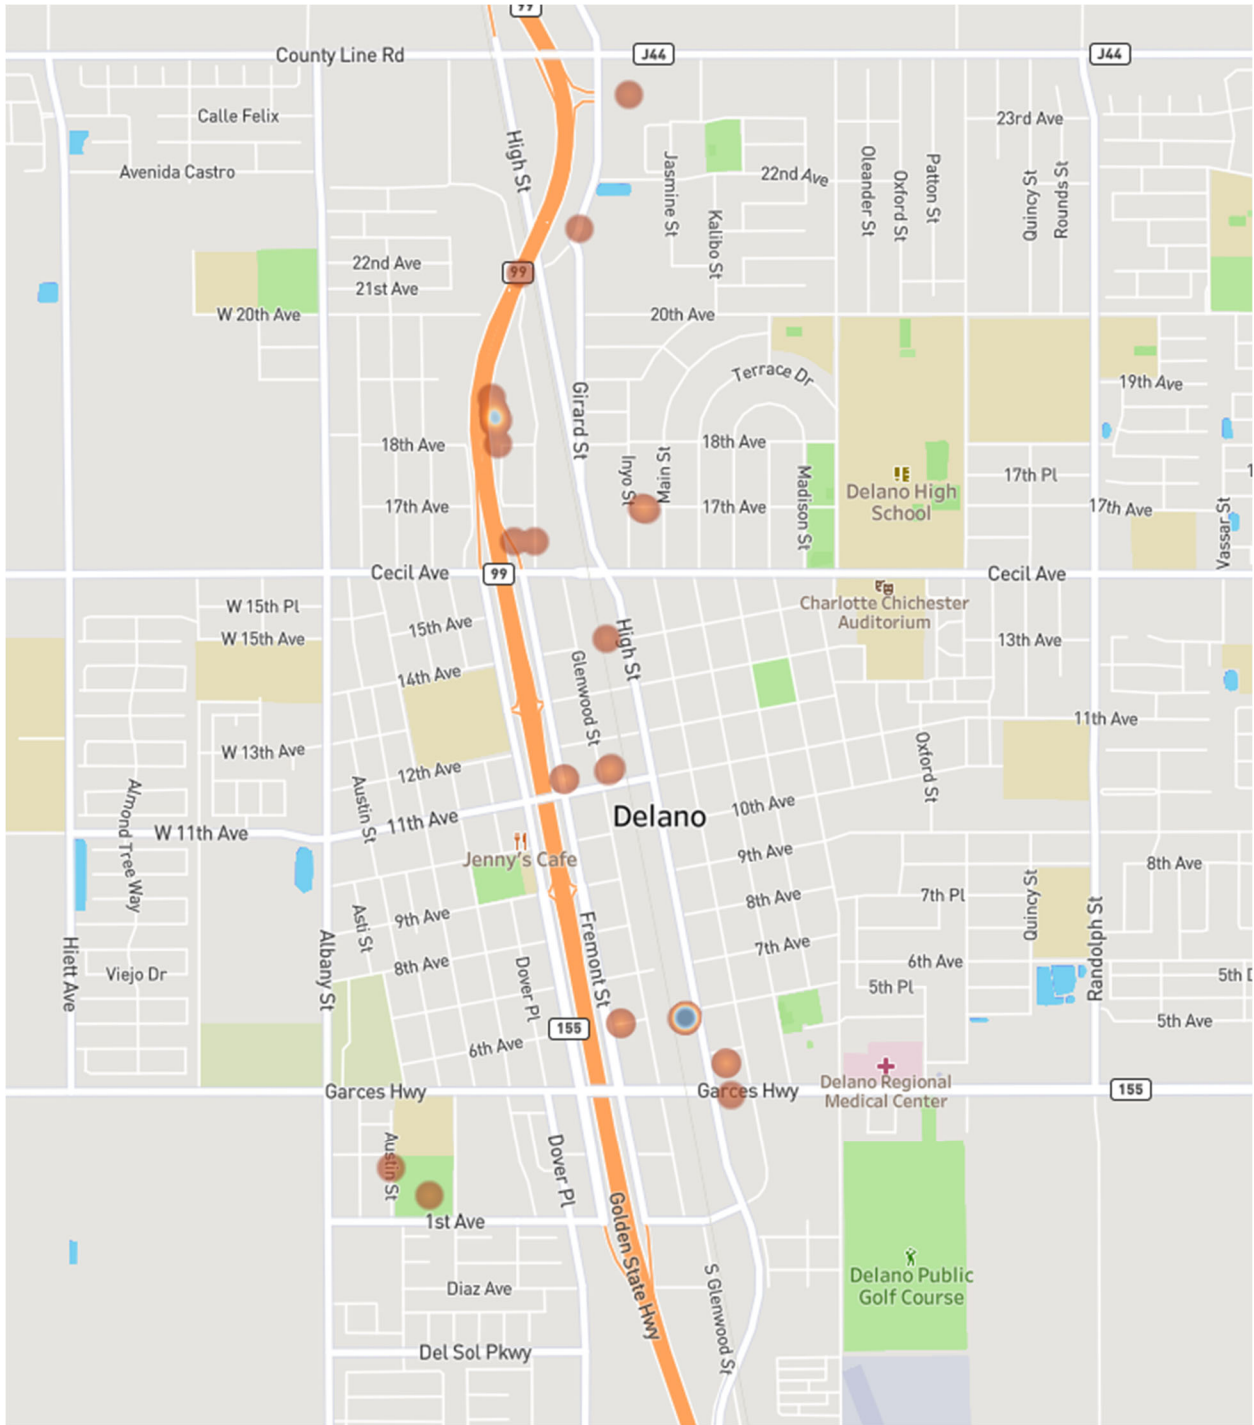 99
County Line Rd
J44
J44
Calle Felix
23rd Ave
High St
Avenida Castro
Jasmine St
22nd Ave
Oleander St
Oxford St
Patton St
Quincy St
Rounds St
Kalibo St
22nd Ave
99
21st Ave
W 20th Ave
20th Ave
Terrace Dr
19th Ave
Girard St
18th Ave
18th Ave
Inyo St
Main St
Madison St
17th Pl
Delano High
School
17th Ave
17th Ave
17th Ave
Vassar St
Cecil Ave
99
Cecil Ave
W 15th Pl
Charlotte Chichester
Auditorium
15th Ave
W 15th Ave
High St
13th Ave
Glenwood St
14th Ave
11th Ave
W 13th Ave
Oxford St
12th Ave
Almond Tree Way
Austin St
10th Ave
Delano
11th Ave
W 11th Ave
Jenny's Cafe
9th Ave
8th Ave
7th Pl
Quincy St
8th Ave
Randolph St
9th Ave
Asti St
Fremont St
7th Ave
Hiett Ave
Albany St
8th Ave
6th Ave
Viejo Dr
Dover Pl
5th Pl
5th
5th Ave
155
6th Ave
Garces Hwy
Garces Hwy
Delano Regional
Medical Center
155
Austin St
Dover Pl
1st Ave
Golden State Hwy
S Glenwood St
Diaz Ave
Delano Public
Golf Course
Del Sol Pkwy